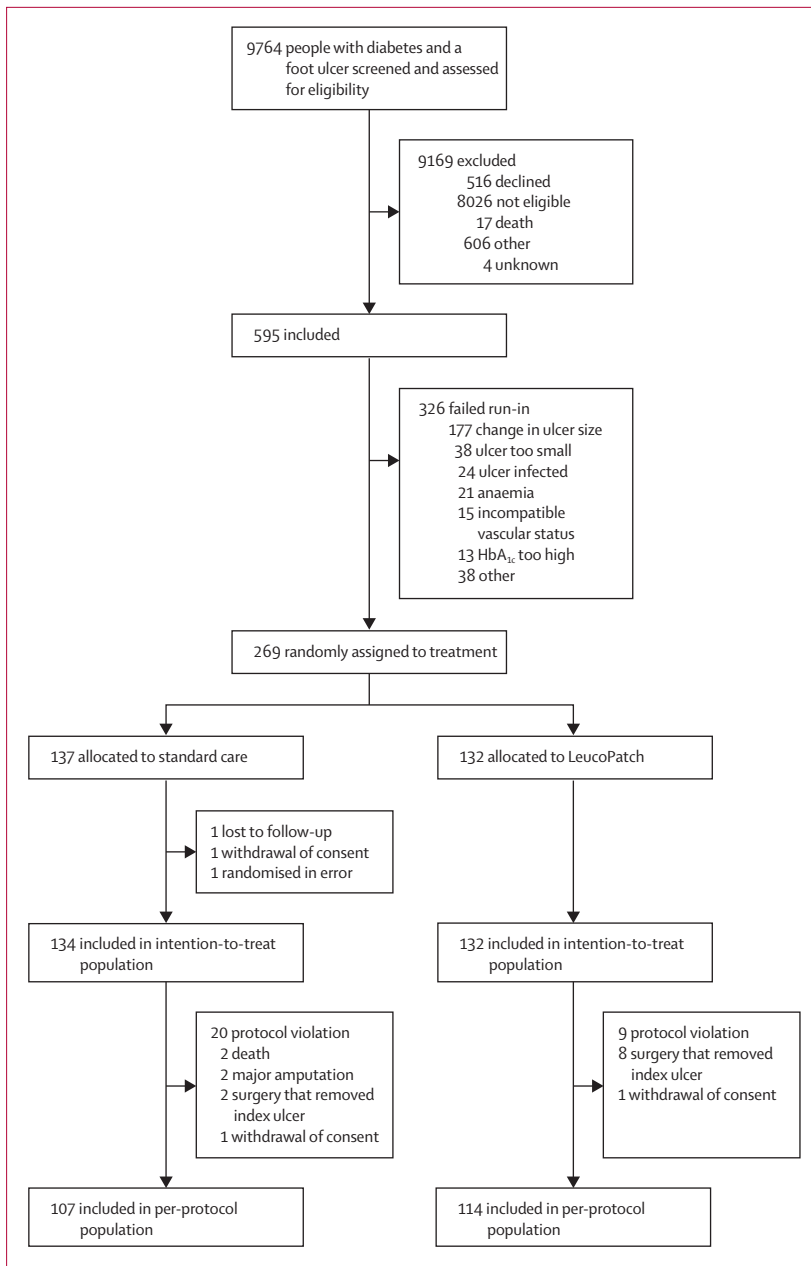 9764 people with diabetes and a
foot ulcer screened and assessed
for eligibility
9169 excluded
516 declined
8026 not eligible
17 death
606 other
4 unknown
595 included
326 failed run-in
177 change in ulcer size
38 ulcer too small
24 ulcer infected
21 anaemia
15 incompatible
vascular status
13 HbA1c too high
38 other
269 randomly assigned to treatment
137 allocated to standard care
132 allocated to LeucoPatch
1 lost to follow-up
1 withdrawal of consent
1 randomised in error
134 included in intention-to-treat
population
132 included in intention-to-treat
population
20 protocol violation
2 death
2 major amputation
2 surgery that removed
index ulcer
1 withdrawal of consent
9 protocol violation
8 surgery that removed
index ulcer
1 withdrawal of consent
107 included in per-protocol
population
114 included in per-protocol
population